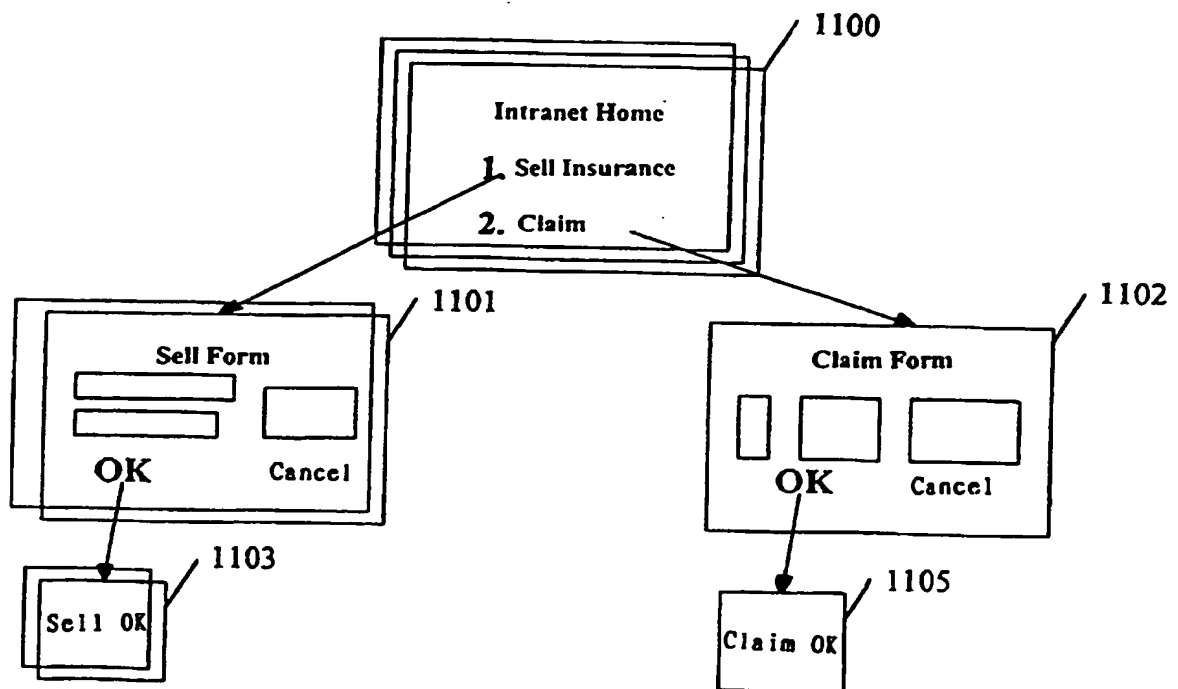 1100
Intranet Home
1. Sell Insurance
2. Claim
1101
Sell Form
OK Cancel
1102
Claim Form
OK Cancel
1103
Sell OK
1105
Claim OK